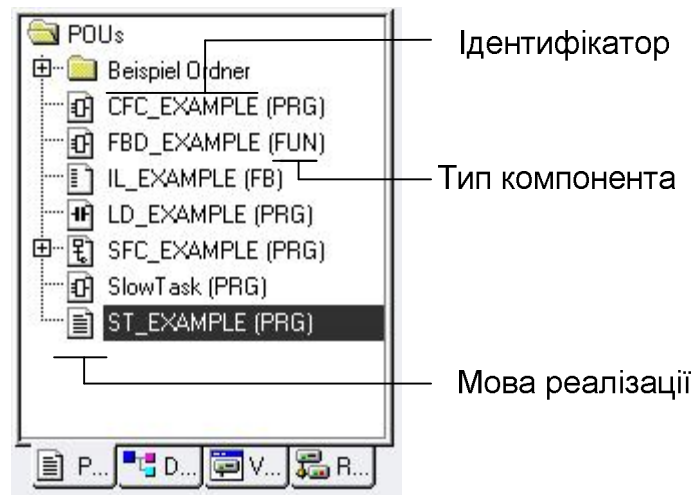 POUs
Beispiel Ordner
CFC_EXAMPLE (PRG)
FBD_EXAMPLE (FUN)
IL_EXAMPLE (FB)
LD_EXAMPLE (PRG)
SFC_EXAMPLE (PRG)
SlowTask (PRG)
ST_EXAMPLE (PRG)
P... D... V... R...
Ідентифікатор
Тип компонента
Мова реалізації